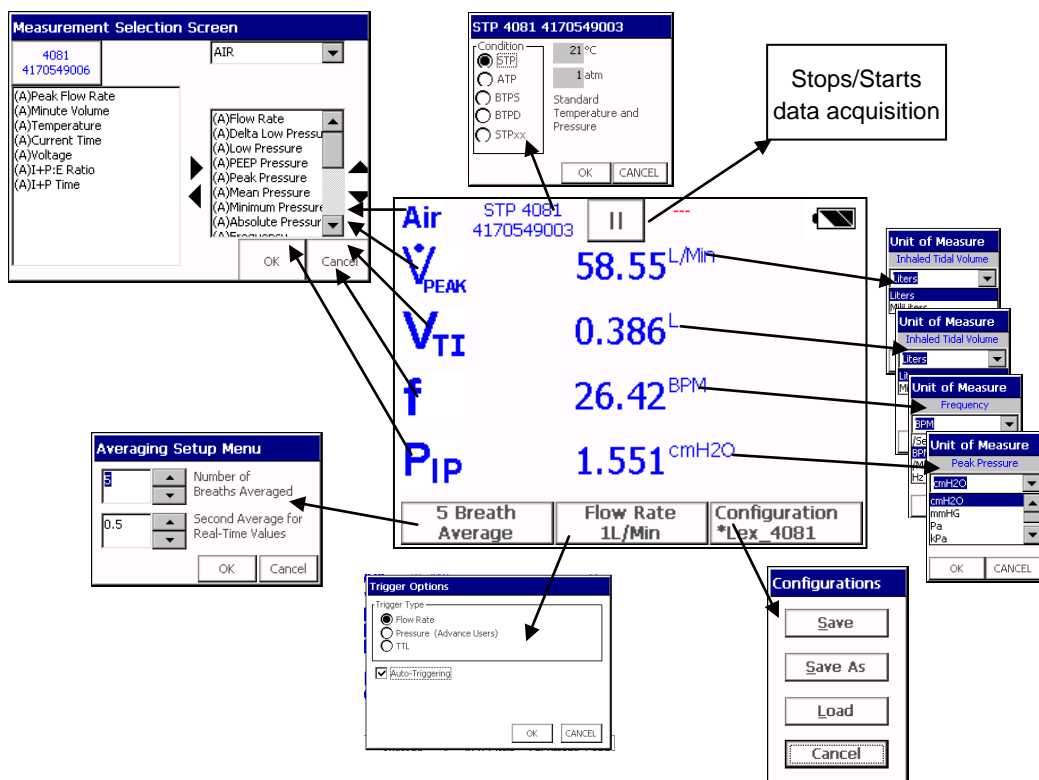 Measurement Selection Screen
4081
4170549006
AIR
(A)Peak Flow Rate
(A)Minute Volume
(A)Temperature
(A)Current Time
(A)Voltage
(A)I+P:E Ratio
(A)I+P Time
(A)Flow Rate
(A)Delta Low Pressu
(A)Low Pressure
(A)PEEP Pressure
(A)Peak Pressure
(A)Mean Pressure
(A)Minimum Pressure
(A)Absolute Pressur
(A)Frequency
OK Cancel
STP 4081 4170549003
Condition
STP
ATP
BTPS
BTPD
STPxx
21 °C
1 atm
Standard
Temperature and
Pressure
OK CANCEL
Stops/Starts
data acquisition
Air
STP 4081
4170549003
II
---
V̇PEAK 58.55 L/Min
VTI 0.386 L
f 26.42 BPM
PIP 1.551 cmH2O
5 Breath
Average
Flow Rate
1L/Min
Configuration
*Lex_4081
Unit of Measure
Inhaled Tidal Volume
Liters
Liters
MiliLiters
Unit of Measure
Inhaled Tidal Volume
Liters
Unit of Measure
Frequency
BPM
Hz
Unit of Measure
Peak Pressure
cmH2O
cmH2O
mmHG
Pa
kPa
OK CANCEL
Averaging Setup Menu
5
Number of
Breaths Averaged
0.5
Second Average for
Real-Time Values
OK Cancel
Trigger Options
Trigger Type
Flow Rate
Pressure (Advance Users)
TTL
Auto-Triggering
OK CANCEL
Configurations
Save
Save As
Load
Cancel